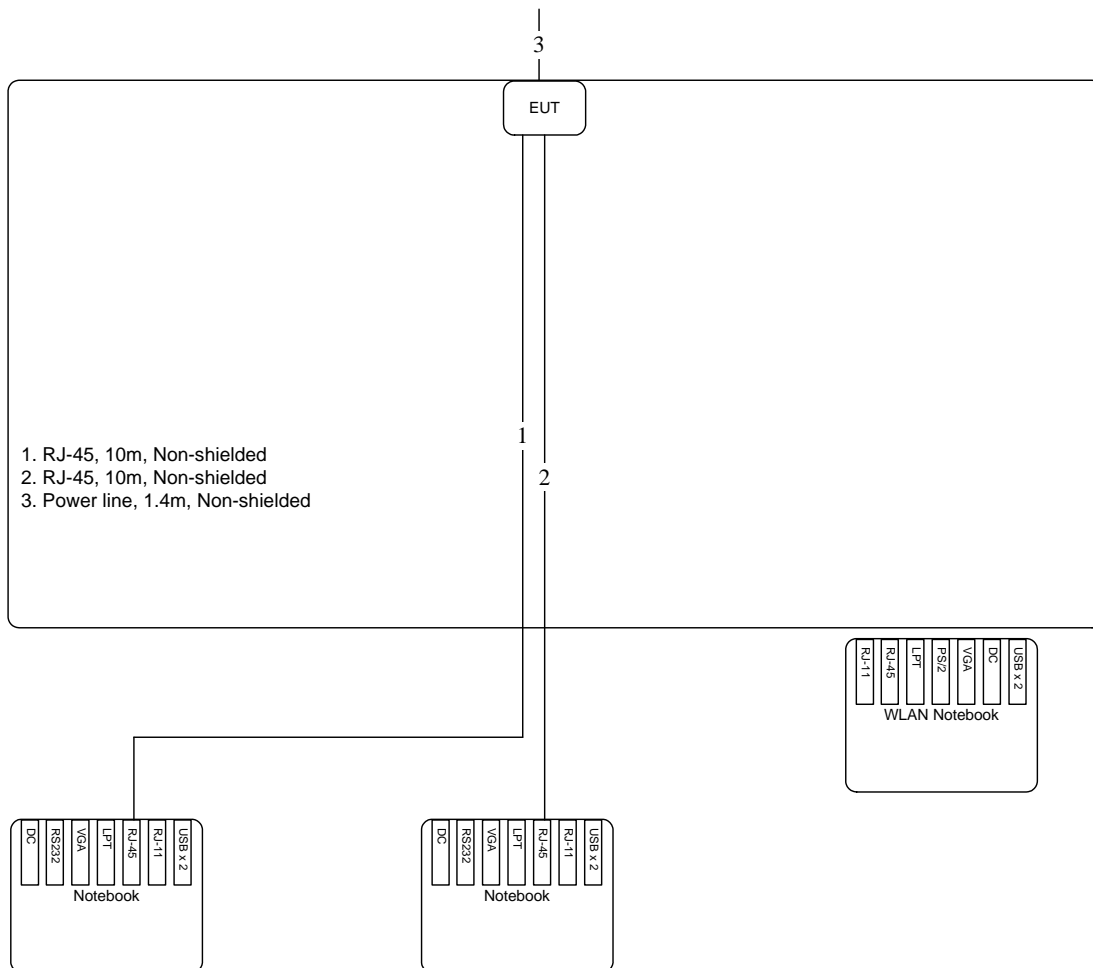 3
EUT
1
1. RJ-45, 10m, Non-shielded
2. RJ-45, 10m, Non-shielded
2
3. Power line, 1.4m, Non-shielded
RJ-11
RJ-45
LPT
PS/2
VGA
DC
USB x 2
WLAN Notebook
DC
RS232
VGA
LPT
RJ-45
RJ-11
USB x 2
Notebook
DC
RS232
VGA
LPT
RJ-45
RJ-11
USB x 2
Notebook